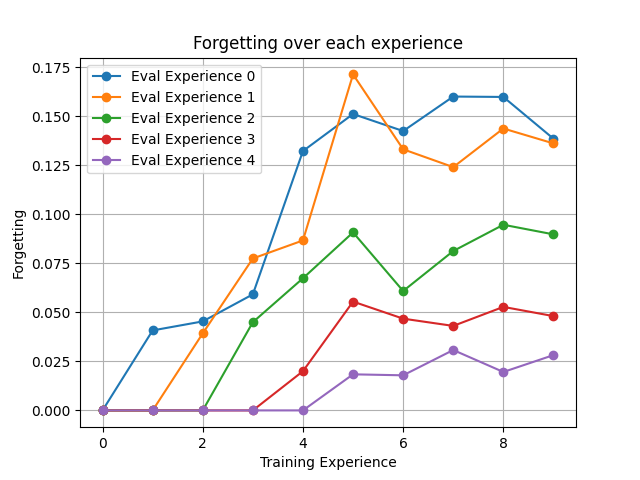 Forgetting over each experience
0.175
0.150
0.125
0.100
0.075
0.050
0.025
0.000
Forgetting
Eval Experience 0
Eval Experience 1
Eval Experience 2
Eval Experience 3
Eval Experience 4
0 2 4 6 8
Training Experience